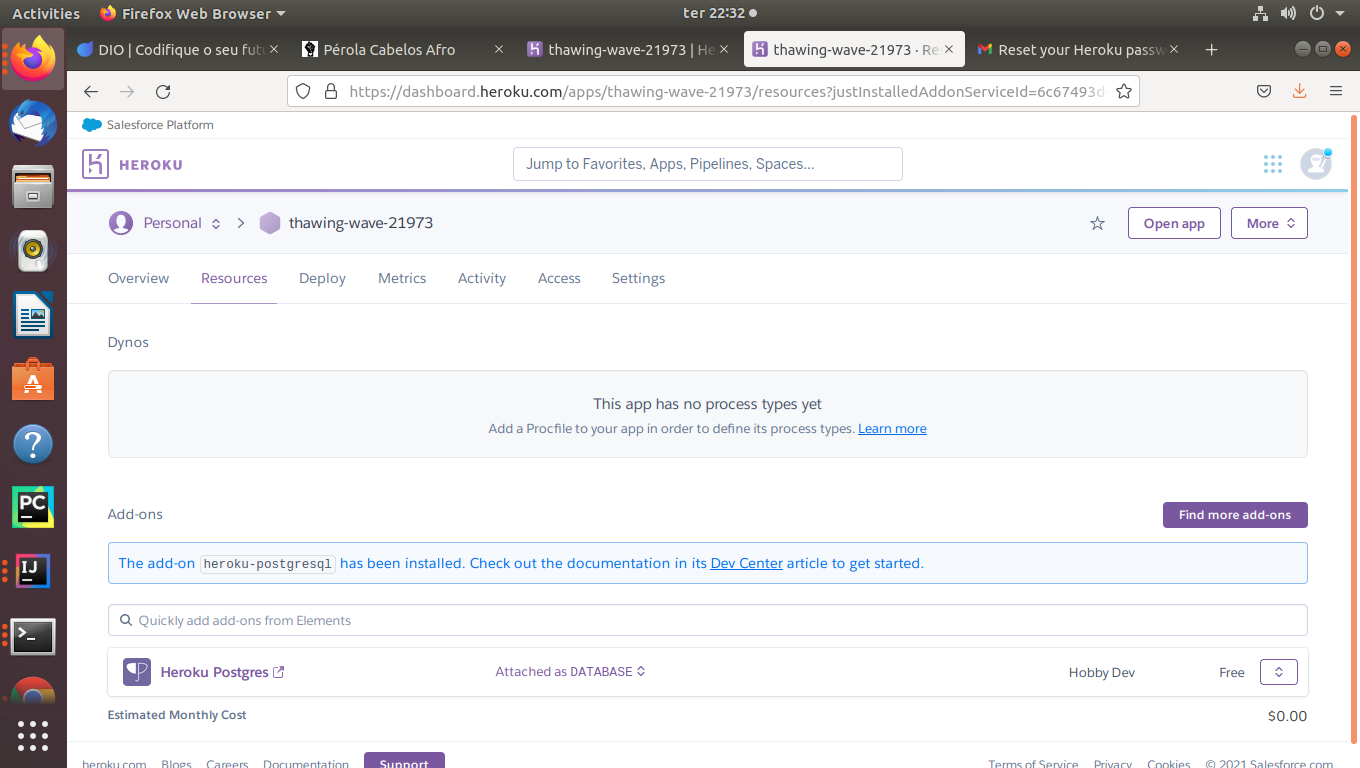 Activities Firefox Web Browser ter 22:32
DIO | Codifique o seu futu Pérola Cabelos Afro thawing-wave-21973 | He thawing-wave-21973 · Re Reset your Heroku passw
https://dashboard.heroku.com/apps/thawing-wave-21973/resources?justInstalledAddonServiceId=6c67493d
Salesforce Platform
HEROKU Jump to Favorites, Apps, Pipelines, Spaces...
Personal thawing-wave-21973 Open app More
Overview Resources Deploy Metrics Activity Access Settings
Dynos
This app has no process types yet
Add a Procfile to your app in order to define its process types. Learn more
Add-ons Find more add-ons
The add-on heroku-postgresql has been installed. Check out the documentation in its Dev Center article to get started.
Quickly add add-ons from Elements
Heroku Postgres Attached as DATABASE Hobby Dev Free
Estimated Monthly Cost $0.00
heroku.com Blogs Careers Documentation Support Terms of Service Privacy Cookies © 2021 Salesforce.com
PC
IJ